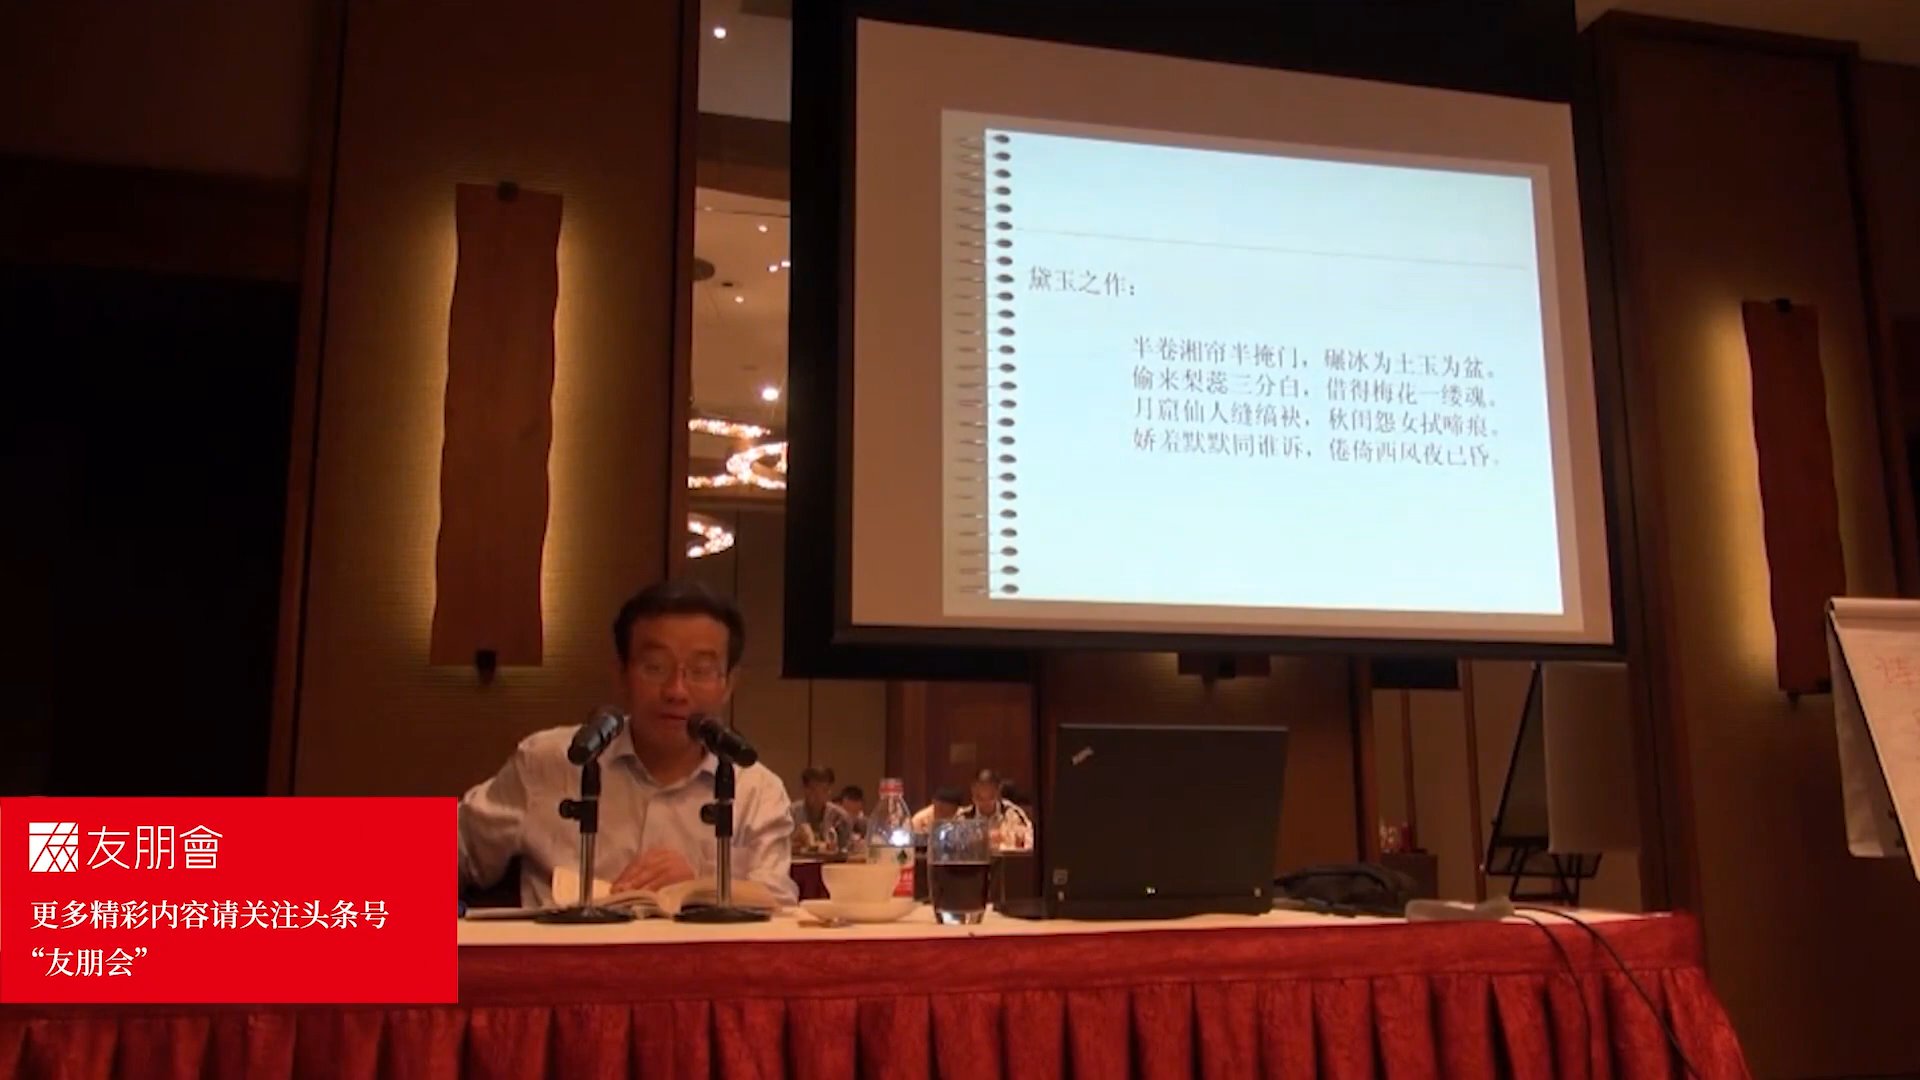 黛玉之作：
半卷湘帘半掩门，碾冰为土玉为盆。
偷来梨蕊三分白，借得梅花一缕魂。
月窟仙人缝缟袂，秋闺怨女拭啼痕。
娇羞默默同谁诉，倦倚西风夜已昏。
友朋會
更多精彩内容请关注头条号
“友朋会”